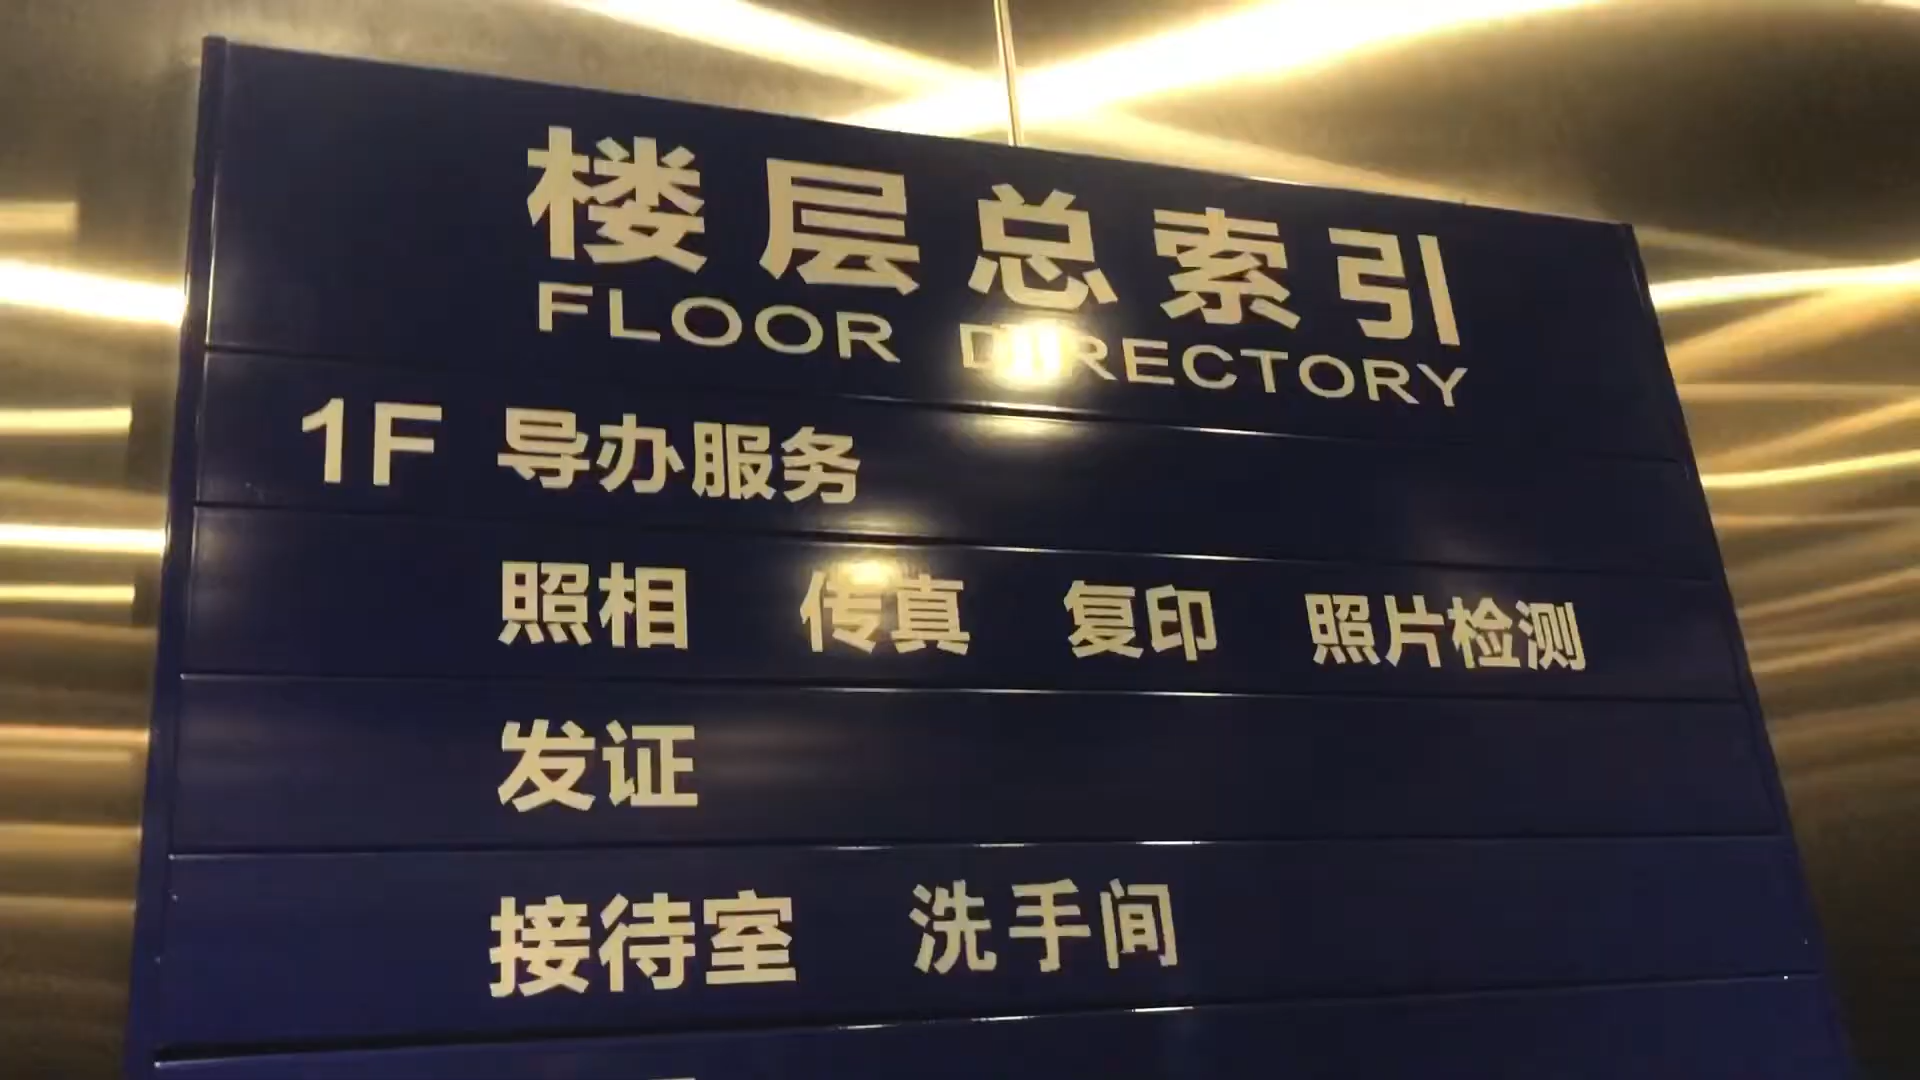 楼层总索引
FLOOR DIRECTORY
1F 导办服务
照相 传真 复印 照片检测
发证
接待室 洗手间